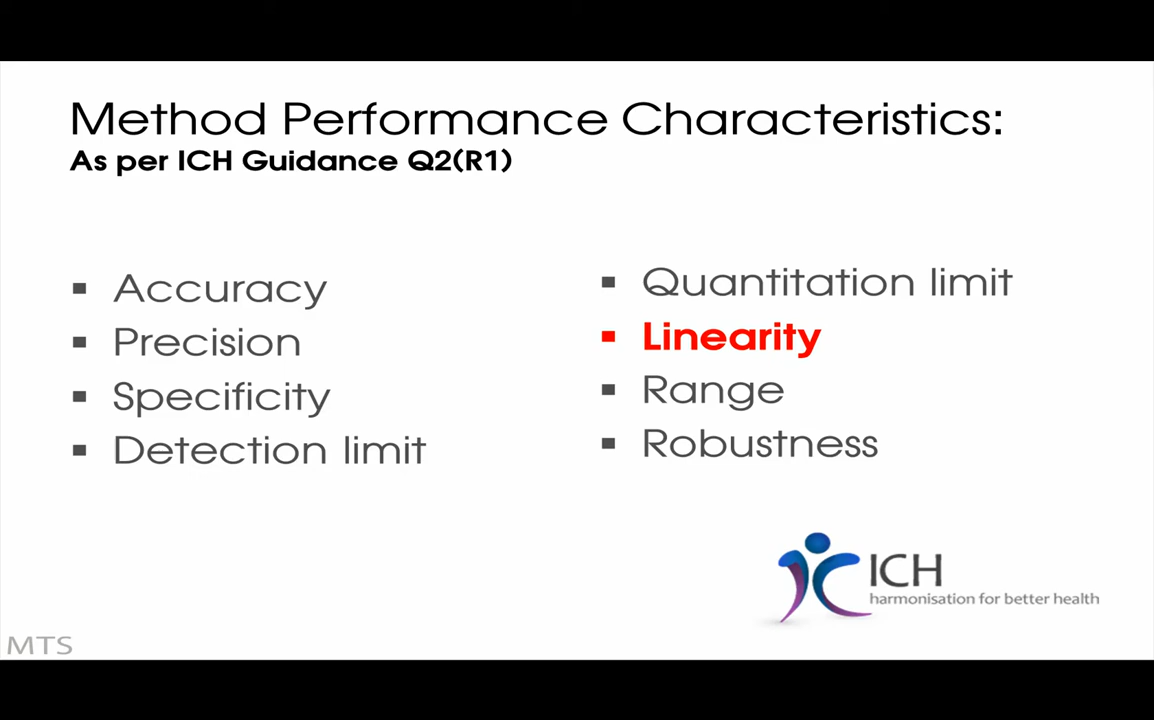 Method Performance Characteristics:
As per ICH Guidance Q2(R1)
▪ Accuracy
▪ Precision
▪ Specificity
▪ Detection limit
▪ Quantitation limit
▪ Linearity
▪ Range
▪ Robustness
ICH
harmonisation for better health
MTS